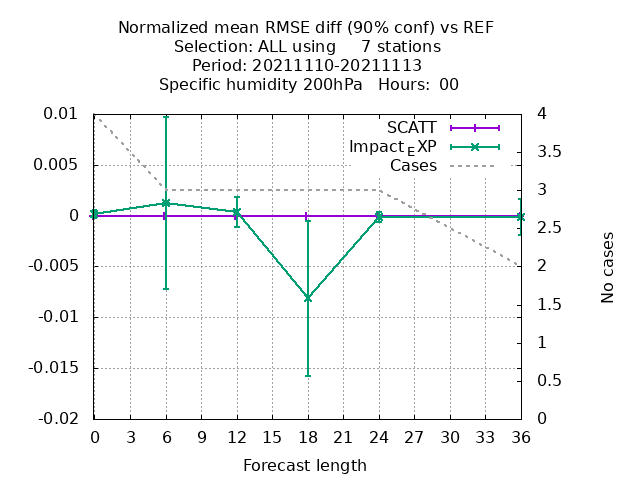 Normalized mean RMSE diff (90% conf) vs REF
Selection: ALL using 7 stations
Period: 20211110-20211113
Specific humidity 200hPa Hours: 00
0.01
0.005
0
-0.005
-0.01
-0.015
-0.02
SCATT
Impact_EXP
Cases
4
3.5
3
2.5
2
1.5
1
0.5
0
No cases
0 3 6 9 12 15 18 21 24 27 30 33 36
Forecast length